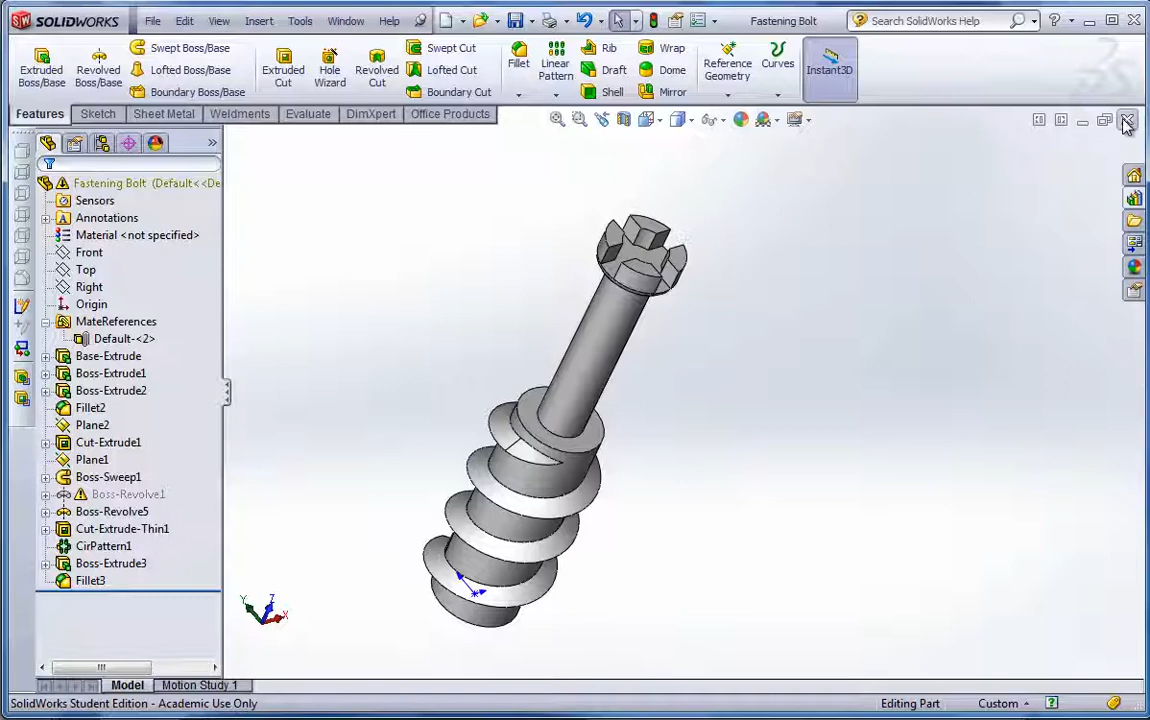 SOLIDWORKS File Edit View Insert Tools Window Help Fastening Bolt Search SolidWorks Help
Extruded Boss/Base
Revolved Boss/Base
Swept Boss/Base
Lofted Boss/Base
Boundary Boss/Base
Extruded Cut
Hole Wizard
Revolved Cut
Swept Cut
Lofted Cut
Boundary Cut
Fillet
Linear Pattern
Rib
Draft
Shell
Wrap
Dome
Mirror
Reference Geometry
Curves
Instant3D
Features Sketch Sheet Metal Weldments Evaluate DimXpert Office Products
Fastening Bolt (Default<<De
Sensors
Annotations
Material <not specified>
Front
Top
Right
Origin
MateReferences
Default-<2>
Base-Extrude
Boss-Extrude1
Boss-Extrude2
Fillet2
Plane2
Cut-Extrude1
Plane1
Boss-Sweep1
Boss-Revolve1
Boss-Revolve5
Cut-Extrude-Thin1
CirPattern1
Boss-Extrude3
Fillet3
Y Z X
Model Motion Study 1
SolidWorks Student Edition - Academic Use Only Editing Part Custom